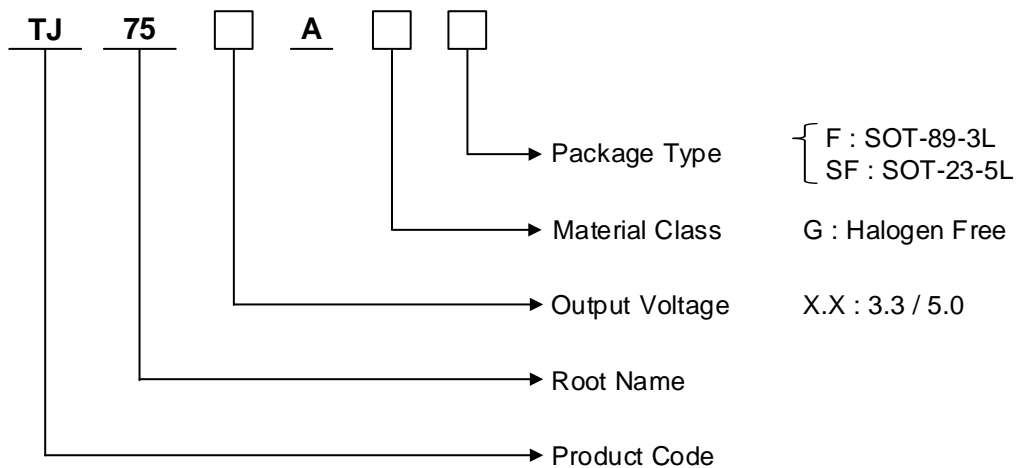 TJ 75 A
Package Type
F : SOT-89-3L
SF : SOT-23-5L
Material Class G : Halogen Free
Output Voltage X.X : 3.3 / 5.0
Root Name
Product Code